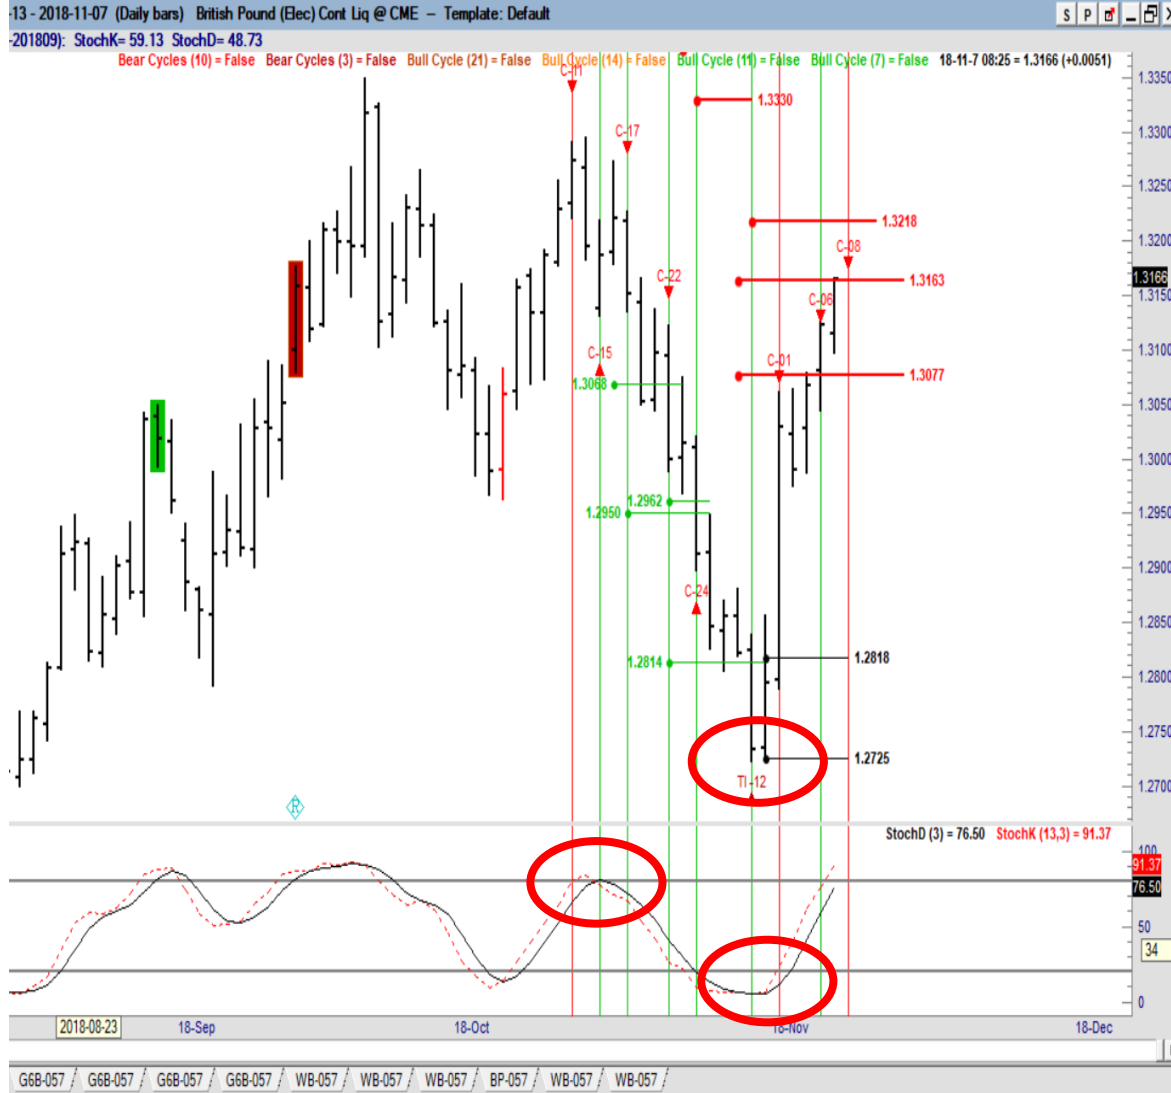 -13 - 2018-11-07 (Daily bars) British Pound (Elec) Cont Liq @ CME – Template: Default
S P
-201809): StochK= 59.13 StochD= 48.73
Bear Cycles (10) = False Bear Cycles (3) = False Bull Cycle (21) = False Bull Cycle (14) = False Bull Cycle (11) = False Bull Cycle (7) = False 18-11-7 08:25 = 1.3166 (+0.0051)
C-11
1.3350
1.3330
1.3300
C-17
1.3250
1.3218
1.3200
C-08
C-22
1.3163
1.3166
1.3150
C-06
1.3100
C-15
C-01
1.3077
1.3068
1.3050
1.3000
1.2962
1.2950
1.2950
1.2900
C-24
1.2850
1.2814
1.2818
1.2800
1.2750
1.2725
TI -12
1.2700
R
StochD (3) = 76.50 StochK (13,3) = 91.37
100
91.37
76.50
50
34
0
2018-08-23 18-Sep 18-Oct 18-Nov 18-Dec
G6B-057 G6B-057 G6B-057 G6B-057 WB-057 WB-057 WB-057 BP-057 WB-057 WB-057